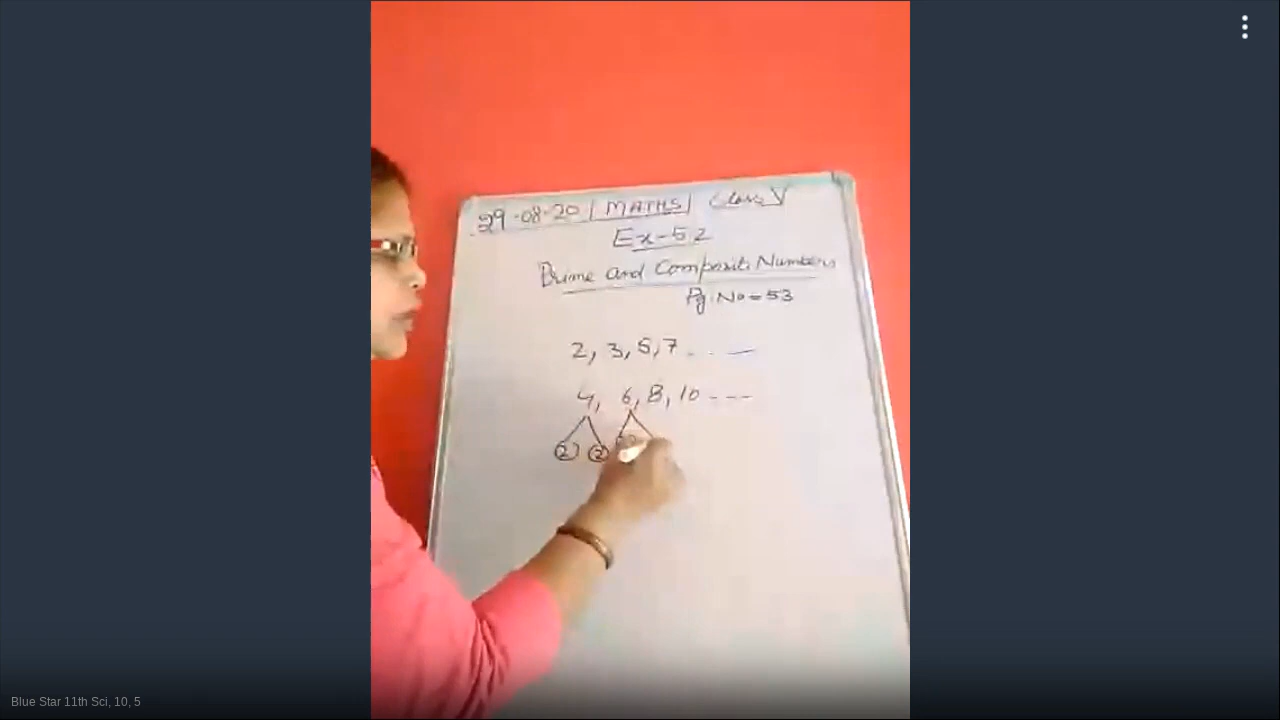 29-08-20 | MATHS | Class V
Ex-5.2
Prime and Composite Numbers
Pg No = 53
2, 3, 5, 7 . . . —
4, 6, 8, 10 - - -
2 2
Blue Star 11th Sci, 10, 5